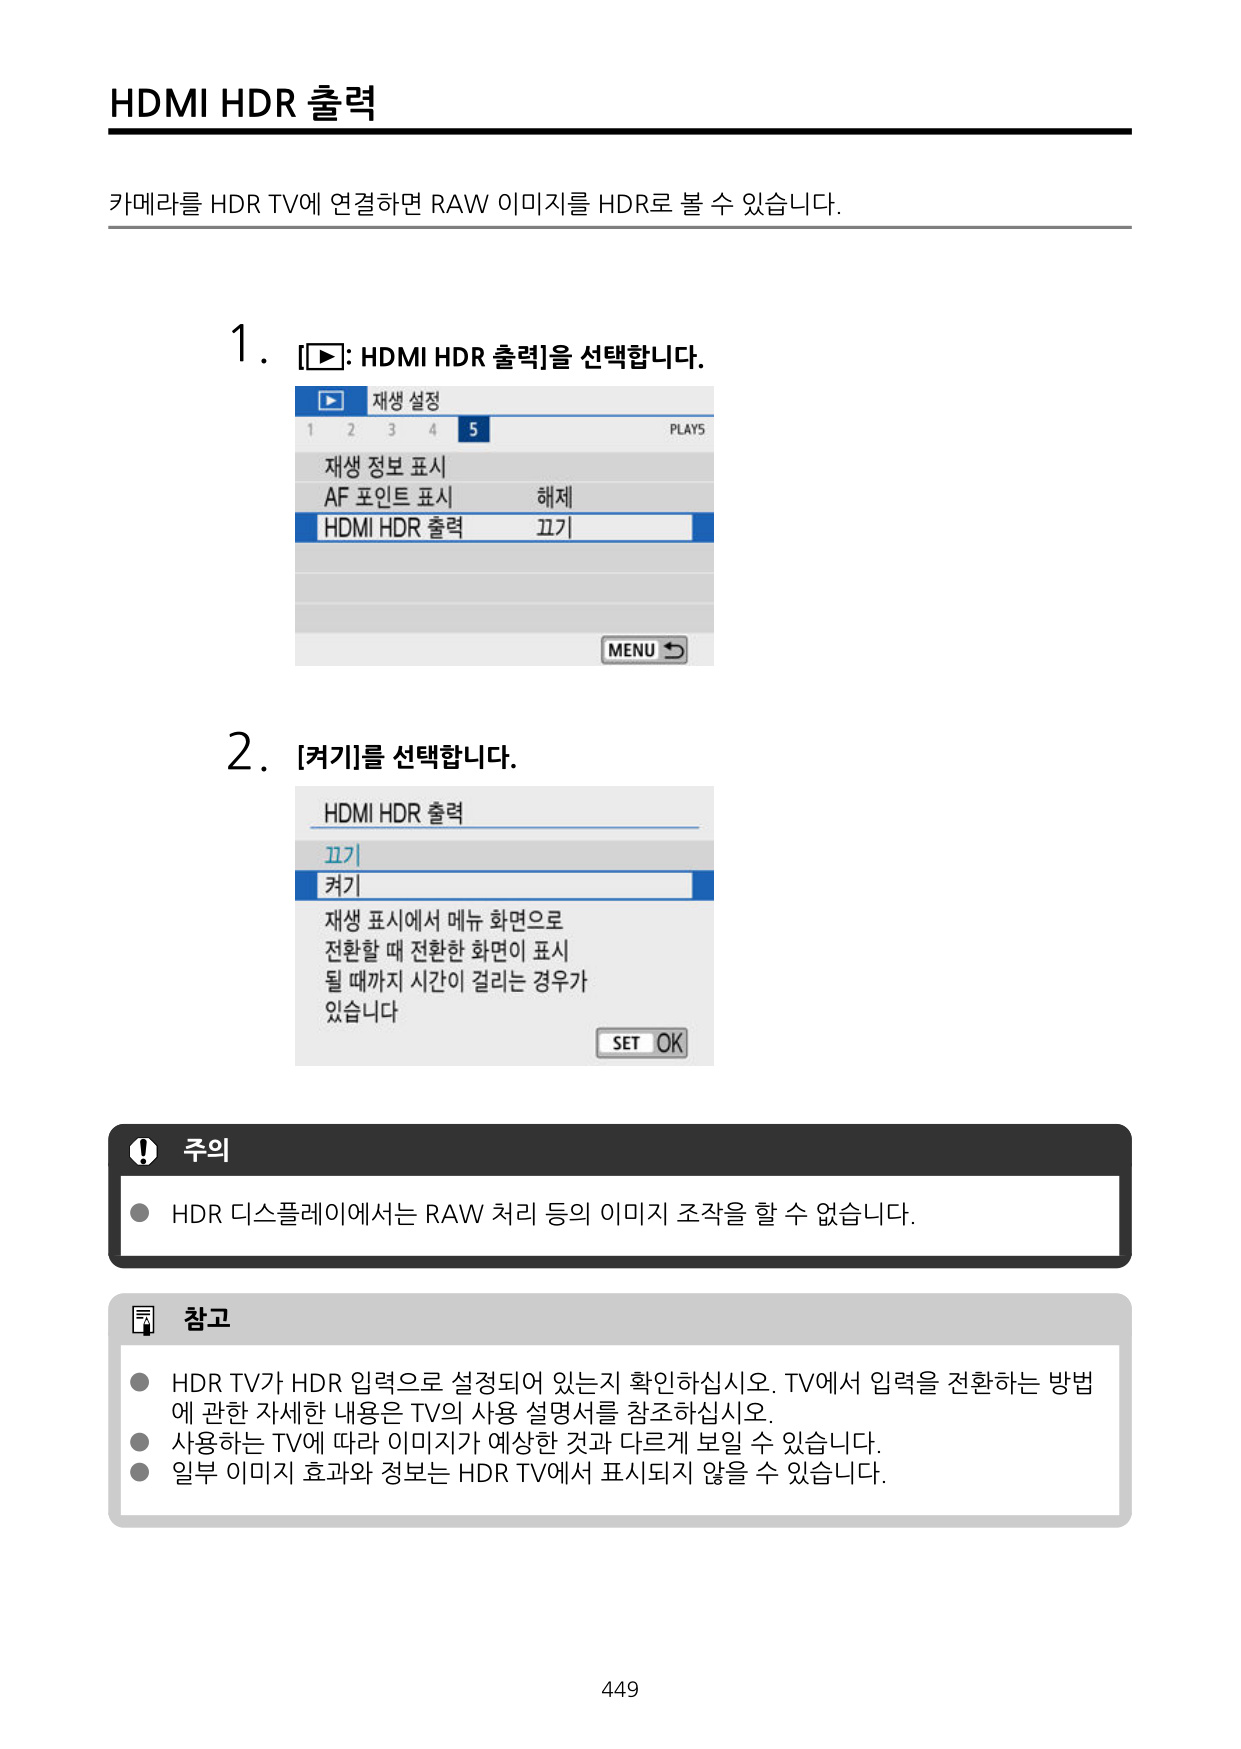 HDMI HDR 출력
카메라를 HDR TV에 연결하면 RAW 이미지를 HDR로 볼 수 있습니다.
1. [▶: HDMI HDR 출력]을 선택합니다.
재생 설정
1 2 3 4 5 PLAY5
재생 정보 표시
AF 포인트 표시 해제
HDMI HDR 출력 끄기
MENU
2. [켜기]를 선택합니다.
HDMI HDR 출력
끄기
켜기
재생 표시에서 메뉴 화면으로
전환할 때 전환한 화면이 표시
될 때까지 시간이 걸리는 경우가
있습니다
SET OK
주의
● HDR 디스플레이에서는 RAW 처리 등의 이미지 조작을 할 수 없습니다.
참고
● HDR TV가 HDR 입력으로 설정되어 있는지 확인하십시오. TV에서 입력을 전환하는 방법
에 관한 자세한 내용은 TV의 사용 설명서를 참조하십시오.
● 사용하는 TV에 따라 이미지가 예상한 것과 다르게 보일 수 있습니다.
● 일부 이미지 효과와 정보는 HDR TV에서 표시되지 않을 수 있습니다.
449